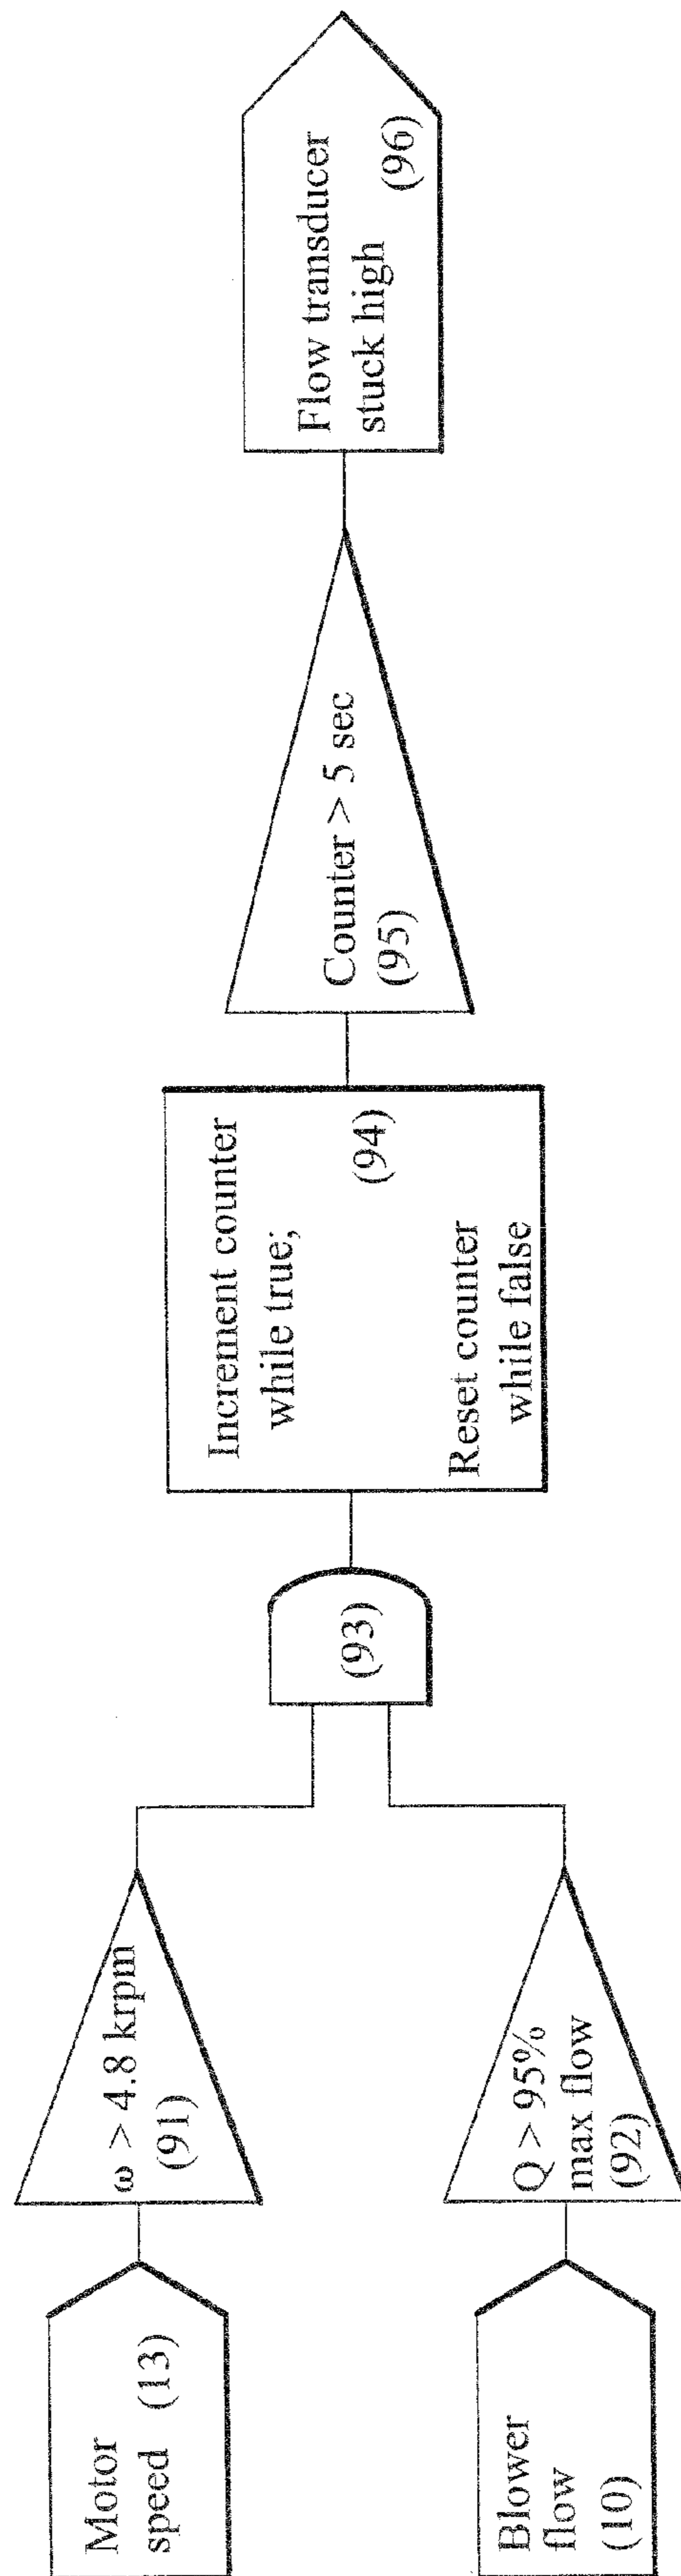 Motor
speed (13)
ω > 4.8 krpm
(91)
Blower
flow
(10)
Q > 95%
max flow
(92)
(93)
Increment counter
while true;
(94)
Reset counter
while false
Counter > 5 sec
(95)
Flow transducer
stuck high
(96)